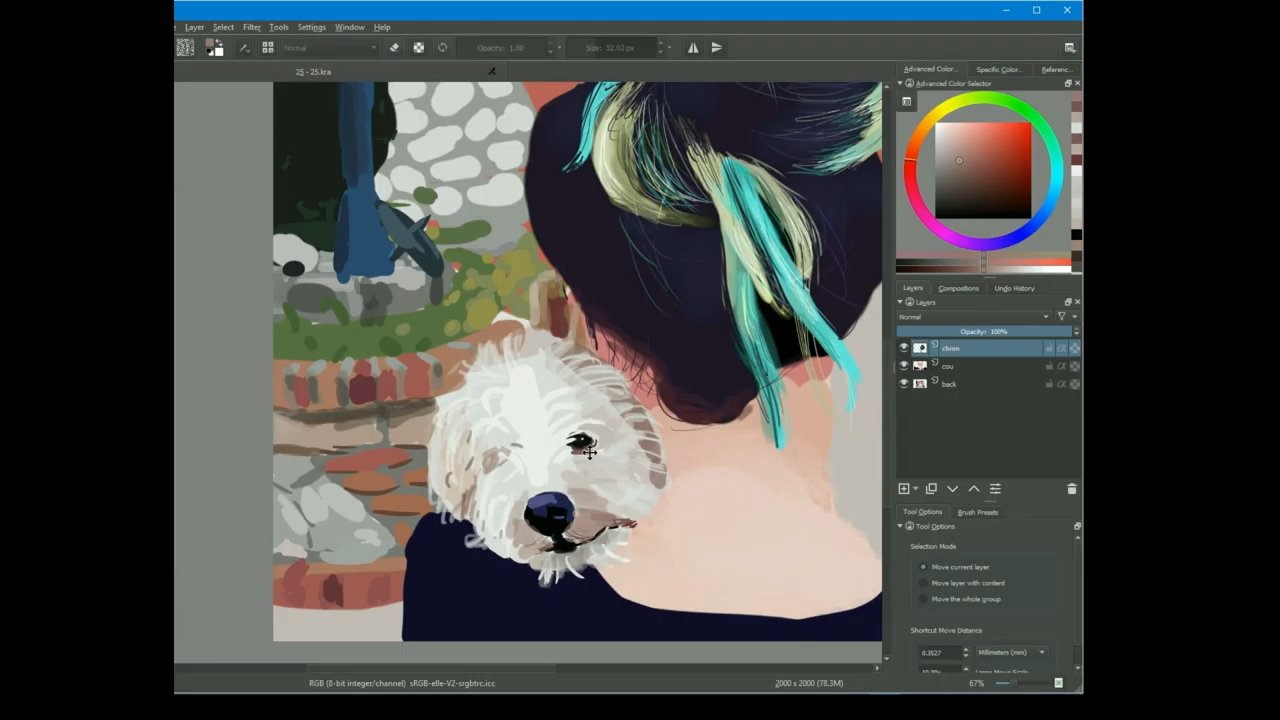 Layer Select Filter Tools Settings Window Help
Normal Opacity: 1.00 Size: 32.02 px
25 - 25.kra
Advanced Color... Specific Color... Referenc...
Advanced Color Selector
Layers Compositions Undo History
Layers
Normal
Opacity: 100%
chien
cou
back
Tool Options Brush Presets
Tool Options
Selection Mode
Move current layer
Move layer with content
Move the whole group
Shortcut Move Distance
0.3527 Millimeters (mm)
RGB (8-bit integer/channel) sRGB-elle-V2-srgbtrc.icc 2000 x 2000 (78.3M) 67%